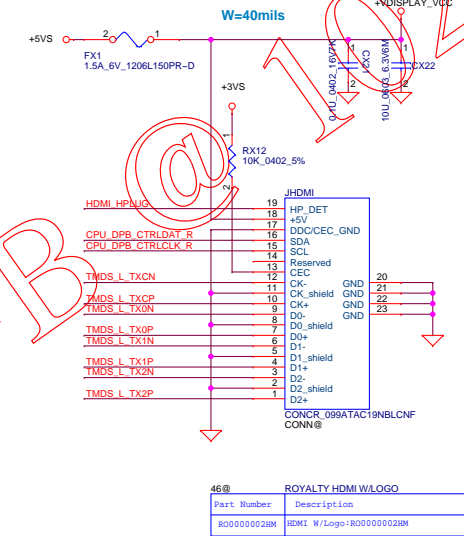 W=40mils
+VDISPLAY_VCC
+5VS
2
1
FX1
1.5A_6V_1206L150PR~D
0.1U_0402_16V7K
1
CX21
2
10U_0603_6.3V6M
1
CX22
2
+3VS
1
RX12
10K_0402_5%
2
JHDMI
HDMI_HPLUG 19 HP_DET
18 +5V
17 DDC/CEC_GND
CPU_DPB_CTRLDAT_R 16 SDA
CPU_DPB_CTRLCLK_R 15 SCL
14 Reserved
13 CEC
TMDS_L_TXCN 12 CK- GND 20
11 CK_shield GND 21
TMDS_L_TXCP 10 CK+ GND 22
TMDS_L_TX0N 9 D0- GND 23
8 D0_shield
TMDS_L_TX0P 7 D0+
TMDS_L_TX1N 6 D1-
5 D1_shield
TMDS_L_TX1P 4 D1+
TMDS_L_TX2N 3 D2-
2 D2_shield
TMDS_L_TX2P 1 D2+
CONCR_099ATAC19NBLCNF
CONN@
46@ ROYALTY HDMI W/LOGO
Part Number Description
RO0000002HM HDMI W/Logo:RO0000002HM